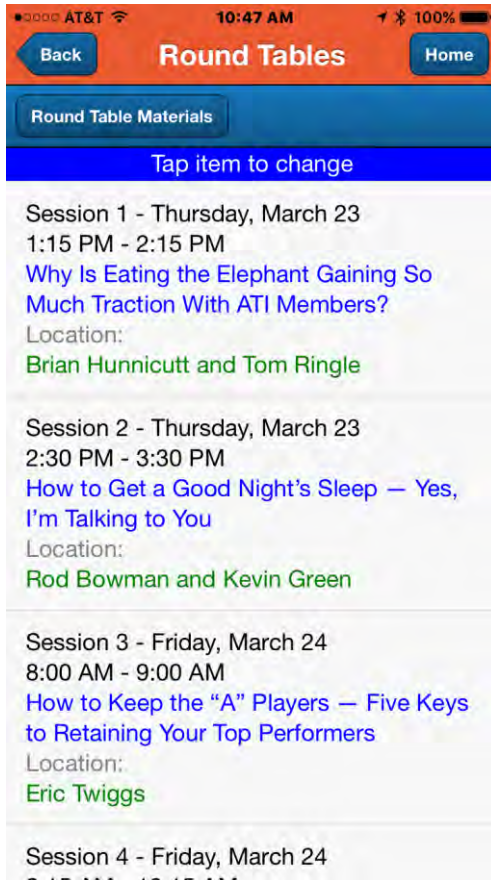 AT&T 10:47 AM 100%
Back Round Tables Home
Round Table Materials
Tap item to change
Session 1 - Thursday, March 23
1:15 PM - 2:15 PM
Why Is Eating the Elephant Gaining So
Much Traction With ATI Members?
Location:
Brian Hunnicutt and Tom Ringle
Session 2 - Thursday, March 23
2:30 PM - 3:30 PM
How to Get a Good Night’s Sleep — Yes,
I’m Talking to You
Location:
Rod Bowman and Kevin Green
Session 3 - Friday, March 24
8:00 AM - 9:00 AM
How to Keep the “A” Players — Five Keys
to Retaining Your Top Performers
Location:
Eric Twiggs
Session 4 - Friday, March 24